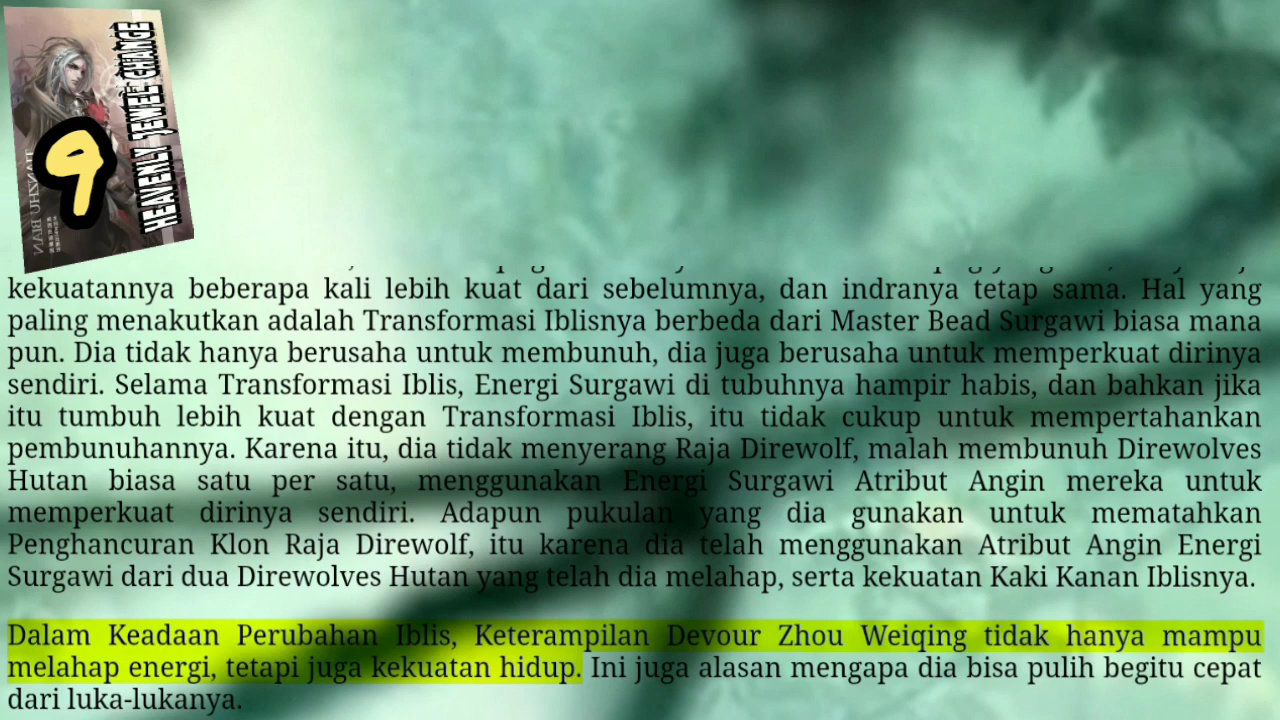 HEAVENLY JEWEL CHANGE
9
kekuatannya beberapa kali lebih kuat dari sebelumnya, dan indranya tetap sama. Hal yang
paling menakutkan adalah Transformasi Iblisnya berbeda dari Master Bead Surgawi biasa mana
pun. Dia tidak hanya berusaha untuk membunuh, dia juga berusaha untuk memperkuat dirinya
sendiri. Selama Transformasi Iblis, Energi Surgawi di tubuhnya hampir habis, dan bahkan jika
itu tumbuh lebih kuat dengan Transformasi Iblis, itu tidak cukup untuk mempertahankan
pembunuhannya. Karena itu, dia tidak menyerang Raja Direwolf, malah membunuh Direwolves
Hutan biasa satu per satu, menggunakan Energi Surgawi Atribut Angin mereka untuk
memperkuat dirinya sendiri. Adapun pukulan yang dia gunakan untuk mematahkan
Penghancuran Klon Raja Direwolf, itu karena dia telah menggunakan Atribut Angin Energi
Surgawi dari dua Direwolves Hutan yang telah dia melahap, serta kekuatan Kaki Kanan Iblisnya.
Dalam Keadaan Perubahan Iblis, Keterampilan Devour Zhou Weiqing tidak hanya mampu
melahap energi, tetapi juga kekuatan hidup. Ini juga alasan mengapa dia bisa pulih begitu cepat
dari luka-lukanya.